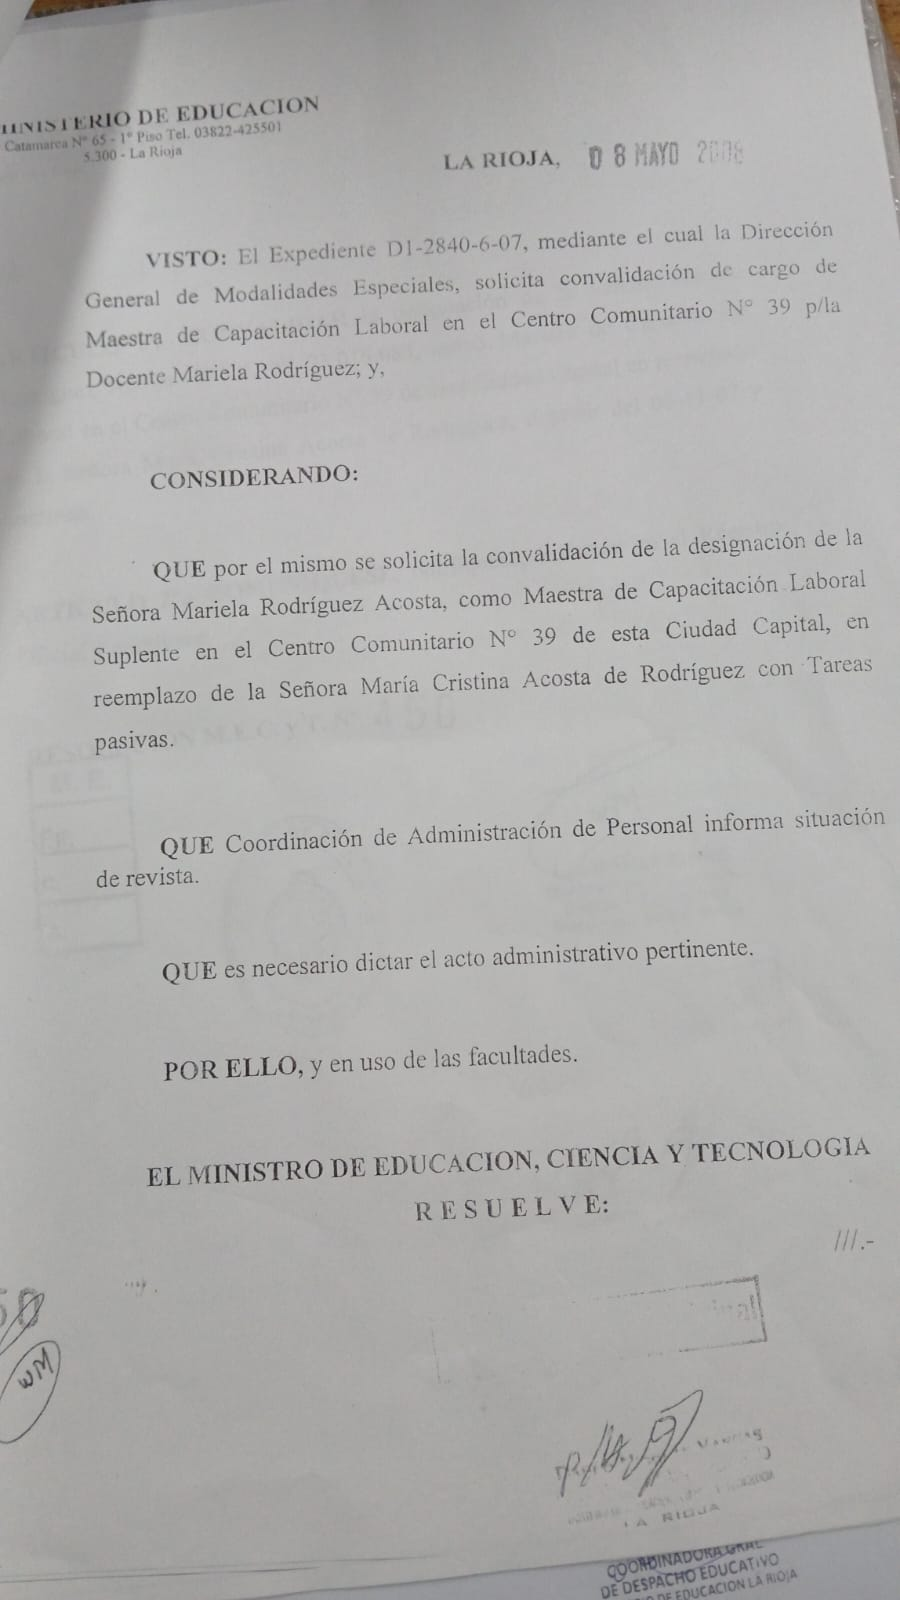 MINISTERIO DE EDUCACION
Catamarca N° 65 - 1° Piso Tel. 03822-425501
5.300 - La Rioja
LA RIOJA, 08 MAYO 2008
VISTO: El Expediente D1-2840-6-07, mediante el cual la Dirección
General de Modalidades Especiales, solicita convalidación de cargo de
Maestra de Capacitación Laboral en el Centro Comunitario N° 39 p/la
Docente Mariela Rodríguez; y,
CONSIDERANDO:
QUE por el mismo se solicita la convalidación de la designación de la
Señora Mariela Rodríguez Acosta, como Maestra de Capacitación Laboral
Suplente en el Centro Comunitario N° 39 de esta Ciudad Capital, en
reemplazo de la Señora María Cristina Acosta de Rodríguez con Tareas
pasivas.
QUE Coordinación de Administración de Personal informa situación
de revista.
QUE es necesario dictar el acto administrativo pertinente.
POR ELLO, y en uso de las facultades.
EL MINISTRO DE EDUCACION, CIENCIA Y TECNOLOGIA
R E S U E L V E:
///.-
WM
LA RIOJA
COORDINADORA GRAL
DE DESPACHO EDUCATIVO
DE EDUCACION LA RIOJA